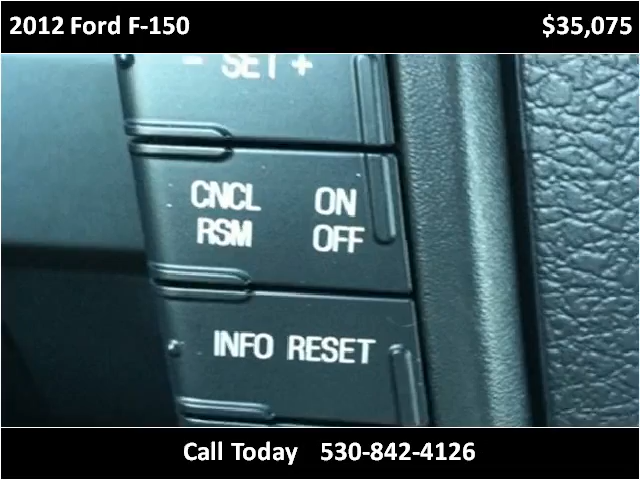 2012 Ford F-150 $35,075
- SET +
CNCL ON
RSM OFF
INFO RESET
Call Today 530-842-4126